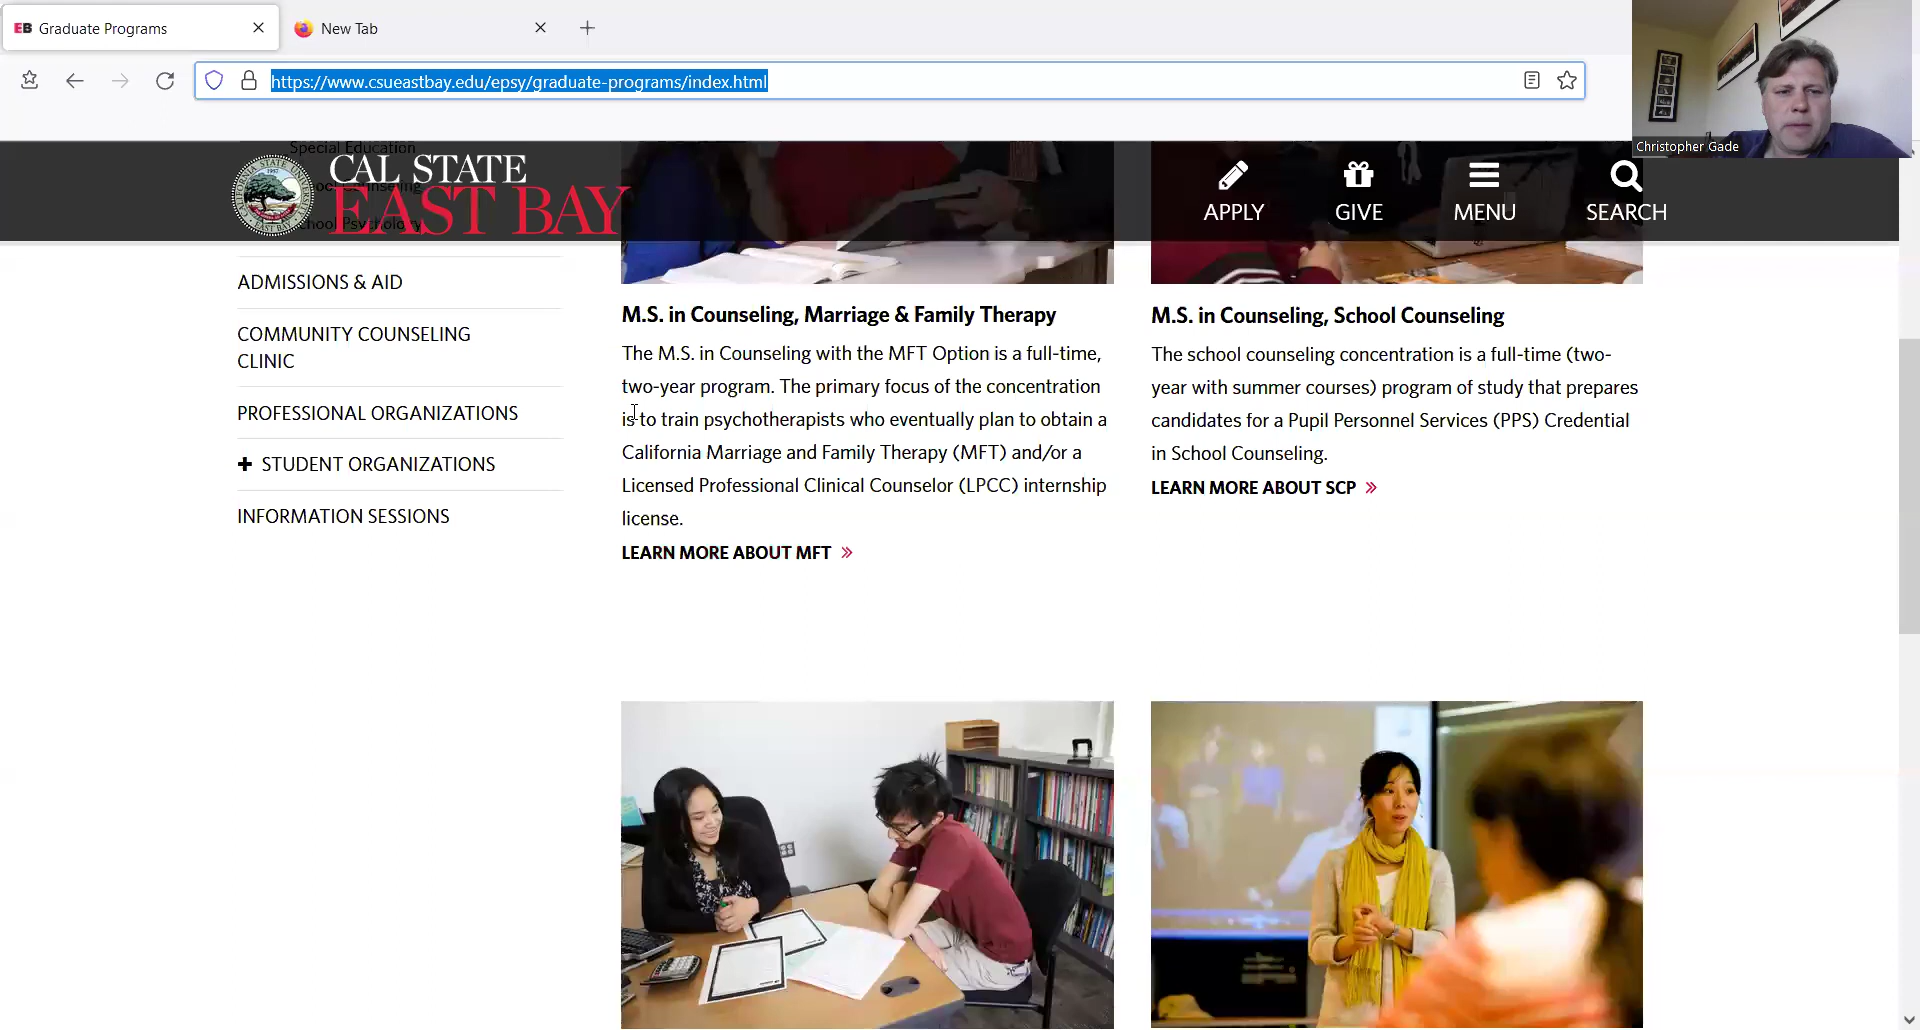 Graduate Programs
New Tab
https://www.csueastbay.edu/epsy/graduate-programs/index.html
Christopher Gade
Special Education
CAL STATE
EAST BAY
School Psychology
APPLY
GIVE
MENU
SEARCH
ADMISSIONS & AID
COMMUNITY COUNSELING
CLINIC
PROFESSIONAL ORGANIZATIONS
STUDENT ORGANIZATIONS
INFORMATION SESSIONS
M.S. in Counseling, Marriage & Family Therapy
The M.S. in Counseling with the MFT Option is a full-time,
two-year program. The primary focus of the concentration
is to train psychotherapists who eventually plan to obtain a
California Marriage and Family Therapy (MFT) and/or a
Licensed Professional Clinical Counselor (LPCC) internship
license.
LEARN MORE ABOUT MFT »
M.S. in Counseling, School Counseling
The school counseling concentration is a full-time (two-
year with summer courses) program of study that prepares
candidates for a Pupil Personnel Services (PPS) Credential
in School Counseling.
LEARN MORE ABOUT SCP »